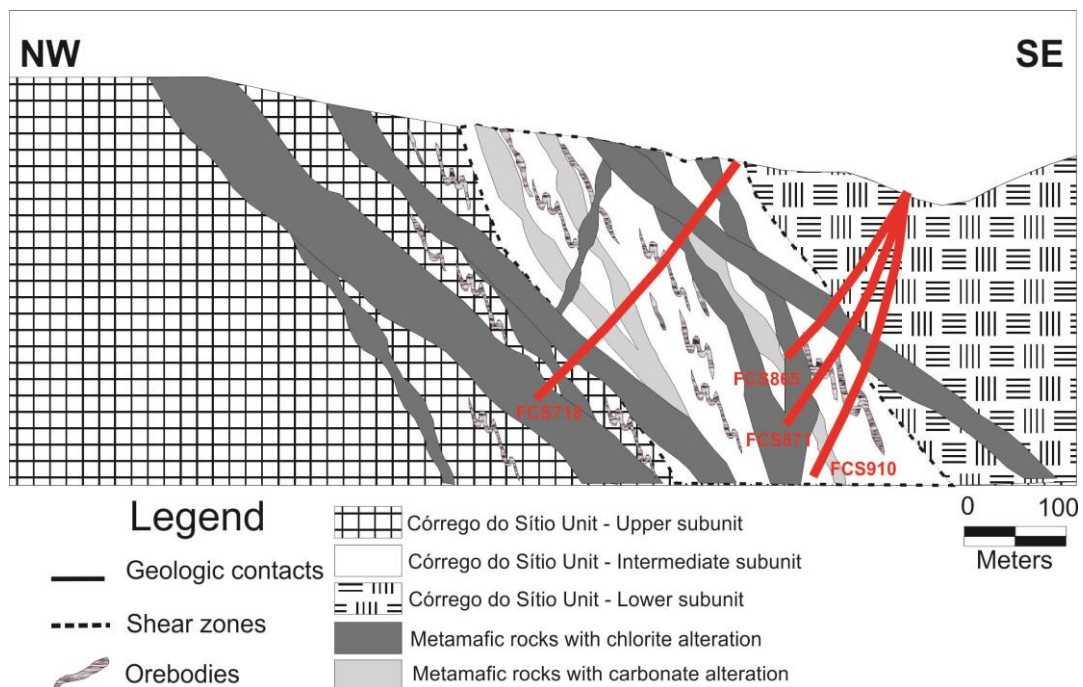 NW
SE
FCS718
FCS865
FCS871
FCS910
0 100
Meters
Legend
Geologic contacts
Shear zones
Orebodies
Córrego do Sítio Unit - Upper subunit
Córrego do Sítio Unit - Intermediate subunit
Córrego do Sítio Unit - Lower subunit
Metamafic rocks with chlorite alteration
Metamafic rocks with carbonate alteration